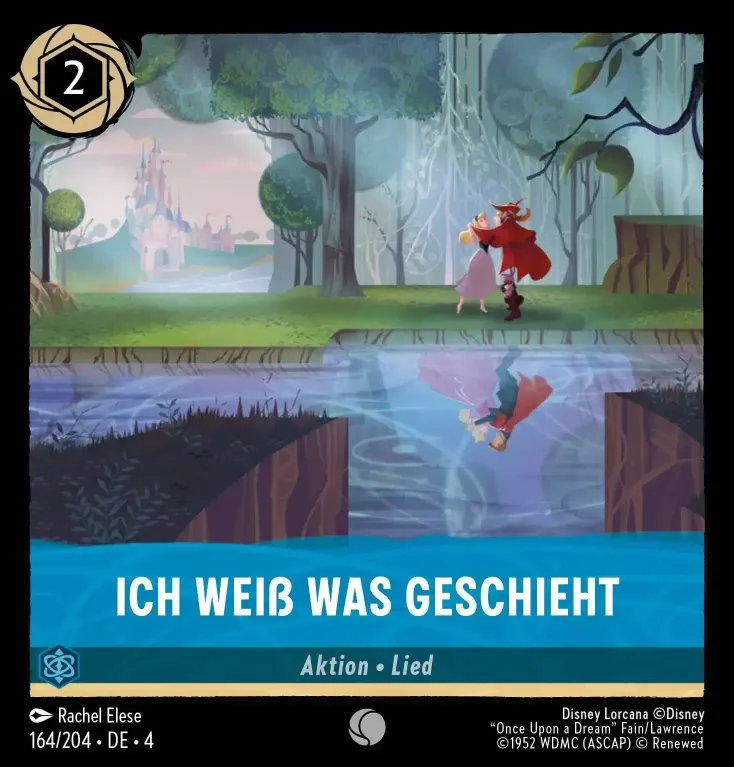 2
ICH WEIß WAS GESCHIEHT
Aktion • Lied
Rachel Elese
164/204 • DE • 4
Disney Lorcana ©Disney
“Once Upon a Dream” Fain/Lawrence
©1952 WDMC (ASCAP) © Renewed